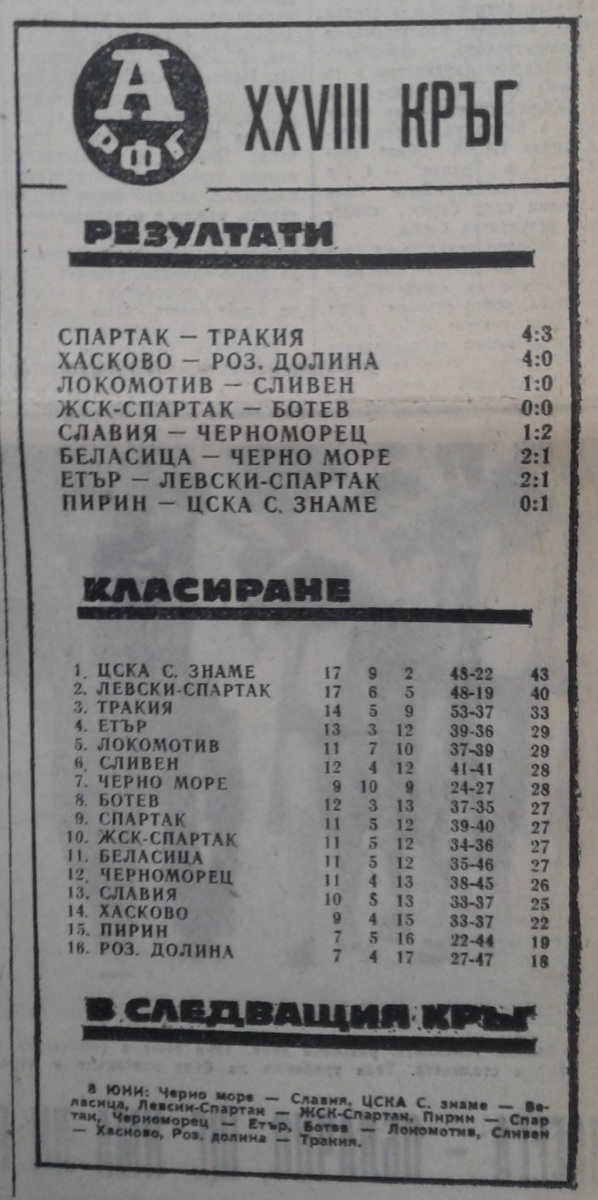 А
РФГ
XXVIII КРЪГ
РЕЗУЛТАТИ
СПАРТАК — ТРАКИЯ 4:3
ХАСКОВО — РОЗ. ДОЛИНА 4:0
ЛОКОМОТИВ — СЛИВЕН 1:0
ЖСК-СПАРТАК — БОТЕВ 0:0
СЛАВИЯ — ЧЕРНОМОРЕЦ 1:2
БЕЛАСИЦА — ЧЕРНО МОРЕ 2:1
ЕТЪР — ЛЕВСКИ-СПАРТАК 2:1
ПИРИН — ЦСКА С. ЗНАМЕ 0:1
КЛАСИРАНЕ
1. ЦСКА С. ЗНАМЕ 17 9 2 48-22 43
2. ЛЕВСКИ-СПАРТАК 17 6 5 48-19 40
3. ТРАКИЯ 14 5 9 53-37 33
4. ЕТЪР 13 3 12 39-36 29
5. ЛОКОМОТИВ 11 7 10 37-39 29
6. СЛИВЕН 12 4 12 41-41 28
7. ЧЕРНО МОРЕ 9 10 9 24-27 28
8. БОТЕВ 12 3 13 37-35 27
9. СПАРТАК 11 5 12 39-40 27
10. ЖСК-СПАРТАК 11 5 12 34-36 27
11. БЕЛАСИЦА 11 5 12 35-46 27
12. ЧЕРНОМОРЕЦ 11 4 13 38-45 26
13. СЛАВИЯ 10 5 13 33-37 25
14. ХАСКОВО 9 4 15 33-37 22
15. ПИРИН 7 5 16 22-44 19
16. РОЗ. ДОЛИНА 7 4 17 27-47 18
В СЛЕДВАЩИЯ КРЪГ
8 ЮНИ: Черно море — Славия, ЦСКА С. знаме — Бе-
ласица, Левски-Спартак — ЖСК-Спартак, Пирин — Спар
так, Черноморец — Етър, Ботев — Локомотив, Сливен
— Хасково, Роз. долина — Тракия.